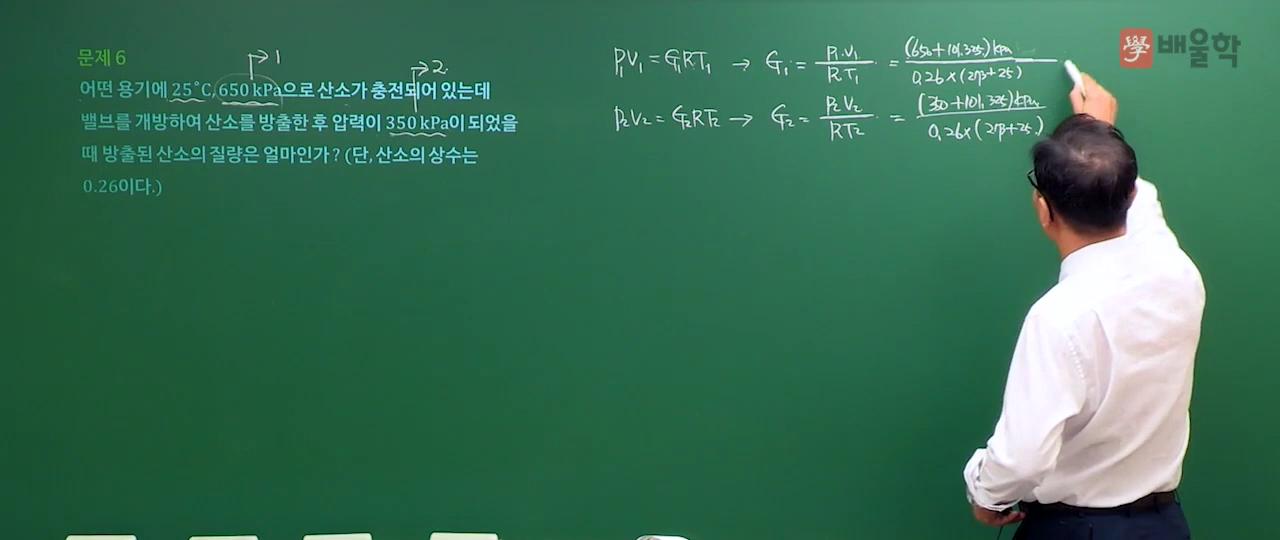 學 배울학
문제 6
어떤 용기에 25°C, 650 kPa으로 산소가 충전되어 있는데
밸브를 개방하여 산소를 방출한 후 압력이 350 kPa이 되었을
때 방출된 산소의 질량은 얼마인가? (단, 산소의 상수는
0.26이다.)
1
2
P₁V₁ = G₁RT₁ → G₁ = P₁·V₁ / R·T₁ = (650+101.325)kPa / 0.26×(273+25)
P₂V₂ = G₂RT₂ → G₂ = P₂V₂ / RT₂ = (350+101.325)kPa / 0.26×(273+25)